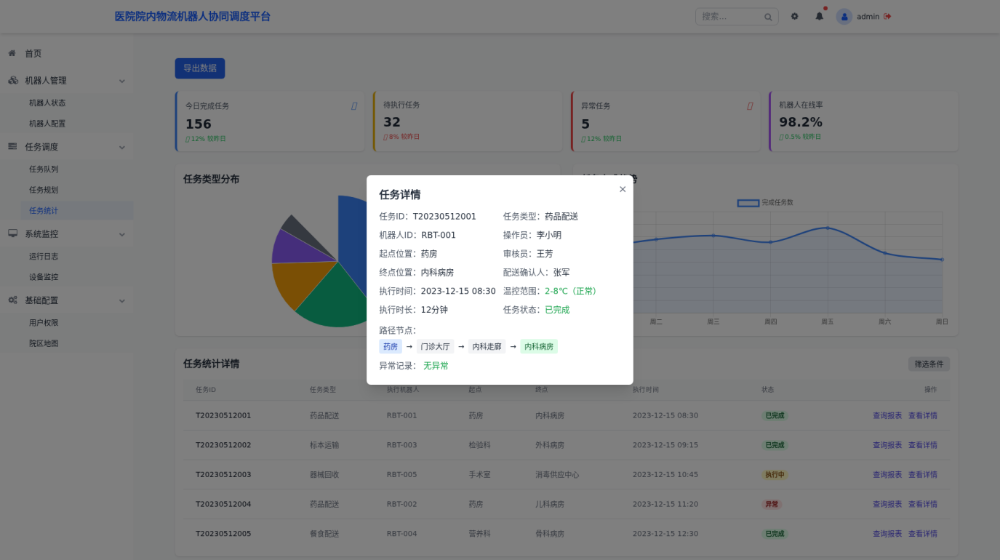 医院院内物流机器人协同调度平台
搜索...
admin
首页
机器人管理
机器人状态
机器人配置
任务调度
任务队列
任务规划
任务统计
系统监控
运行日志
设备监控
基础配置
用户权限
院区地图
导出数据
今日完成任务
156
12% 较昨日
待执行任务
32
8% 较昨日
异常任务
5
12% 较昨日
机器人在线率
98.2%
0.5% 较昨日
任务类型分布
完成任务数
周二 周三 周四 周五 周六 周日
任务详情
×
任务ID：T20230512001 任务类型：药品配送
机器人ID：RBT-001 操作员：李小明
起点位置：药房 审核员：王芳
终点位置：内科病房 配送确认人：张军
执行时间：2023-12-15 08:30 温控范围：2-8℃（正常）
执行时长：12分钟 任务状态：已完成
路径节点：
药房 → 门诊大厅 → 内科走廊 → 内科病房
异常记录： 无异常
任务统计详情
筛选条件
任务ID 任务类型 执行机器人 起点 终点 执行时间 状态 操作
T20230512001 药品配送 RBT-001 药房 内科病房 2023-12-15 08:30 已完成 查询报表 查看详情
T20230512002 标本运输 RBT-003 检验科 外科病房 2023-12-15 09:15 已完成 查询报表 查看详情
T20230512003 器械回收 RBT-005 手术室 消毒供应中心 2023-12-15 10:45 执行中 查询报表 查看详情
T20230512004 药品配送 RBT-002 药房 儿科病房 2023-12-15 11:20 异常 查询报表 查看详情
T20230512005 餐食配送 RBT-004 营养科 骨科病房 2023-12-15 12:30 已完成 查询报表 查看详情